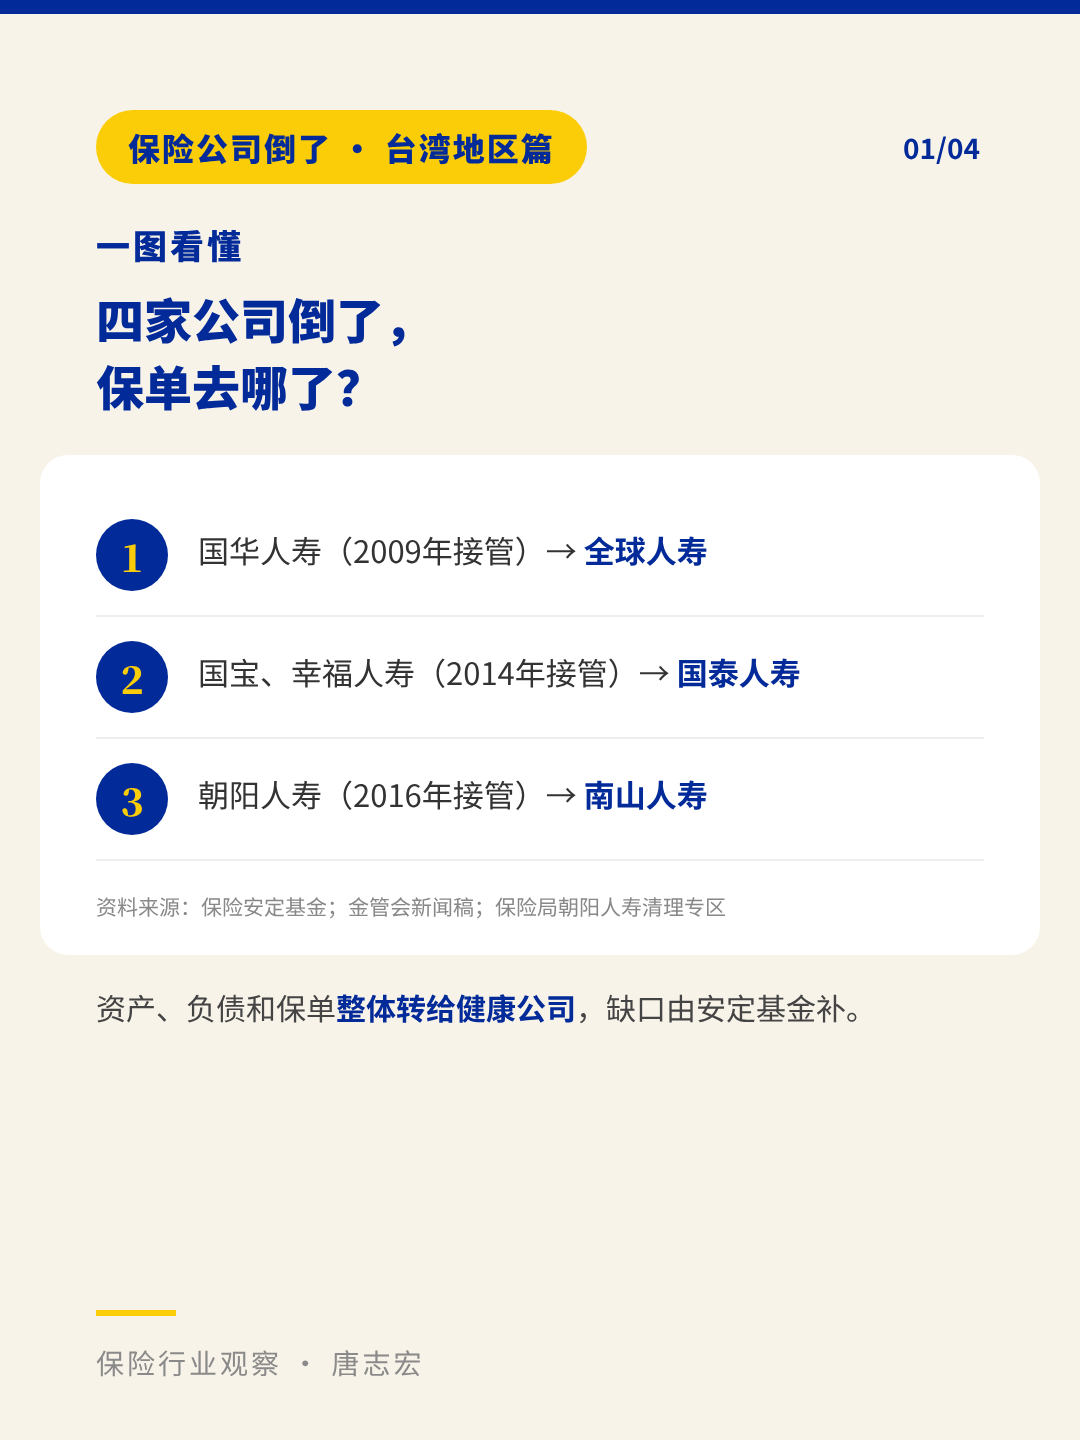 保险公司倒了 · 台湾地区篇
01/04
一图看懂
四家公司倒了，
保单去哪了？
1 国华人寿（2009年接管）→ 全球人寿
2 国宝、幸福人寿（2014年接管）→ 国泰人寿
3 朝阳人寿（2016年接管）→ 南山人寿
资料来源：保险安定基金；金管会新闻稿；保险局朝阳人寿清理专区
资产、负债和保单整体转给健康公司，缺口由安定基金补。
保险行业观察 · 唐志宏